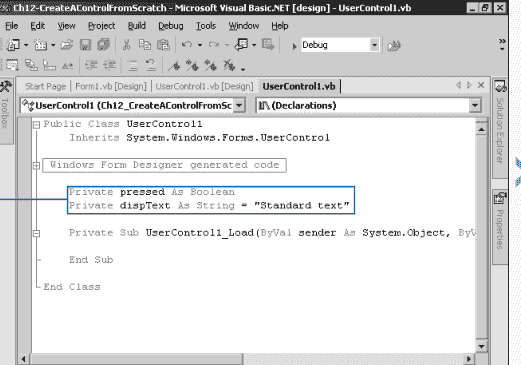 Ch12-CreateAControlFromScratch - Microsoft Visual Basic.NET [design] - UserControl1.vb
File Edit View Project Build Debug Tools Window Help
Debug
Start Page | Form1.vb [Design] | UserControl1.vb [Design] UserControl1.vb
UserControl1 (Ch12_CreateAControlFromSc (Declarations)
Public Class UserControl1
Inherits System.Windows.Forms.UserControl
Windows Form Designer generated code
Private pressed As Boolean
Private dispText As String = "Standard text"
Private Sub UserControl1_Load(ByVal sender As System.Object, ByV
End Sub
End Class
Toolbox
Solution Explorer
Properties